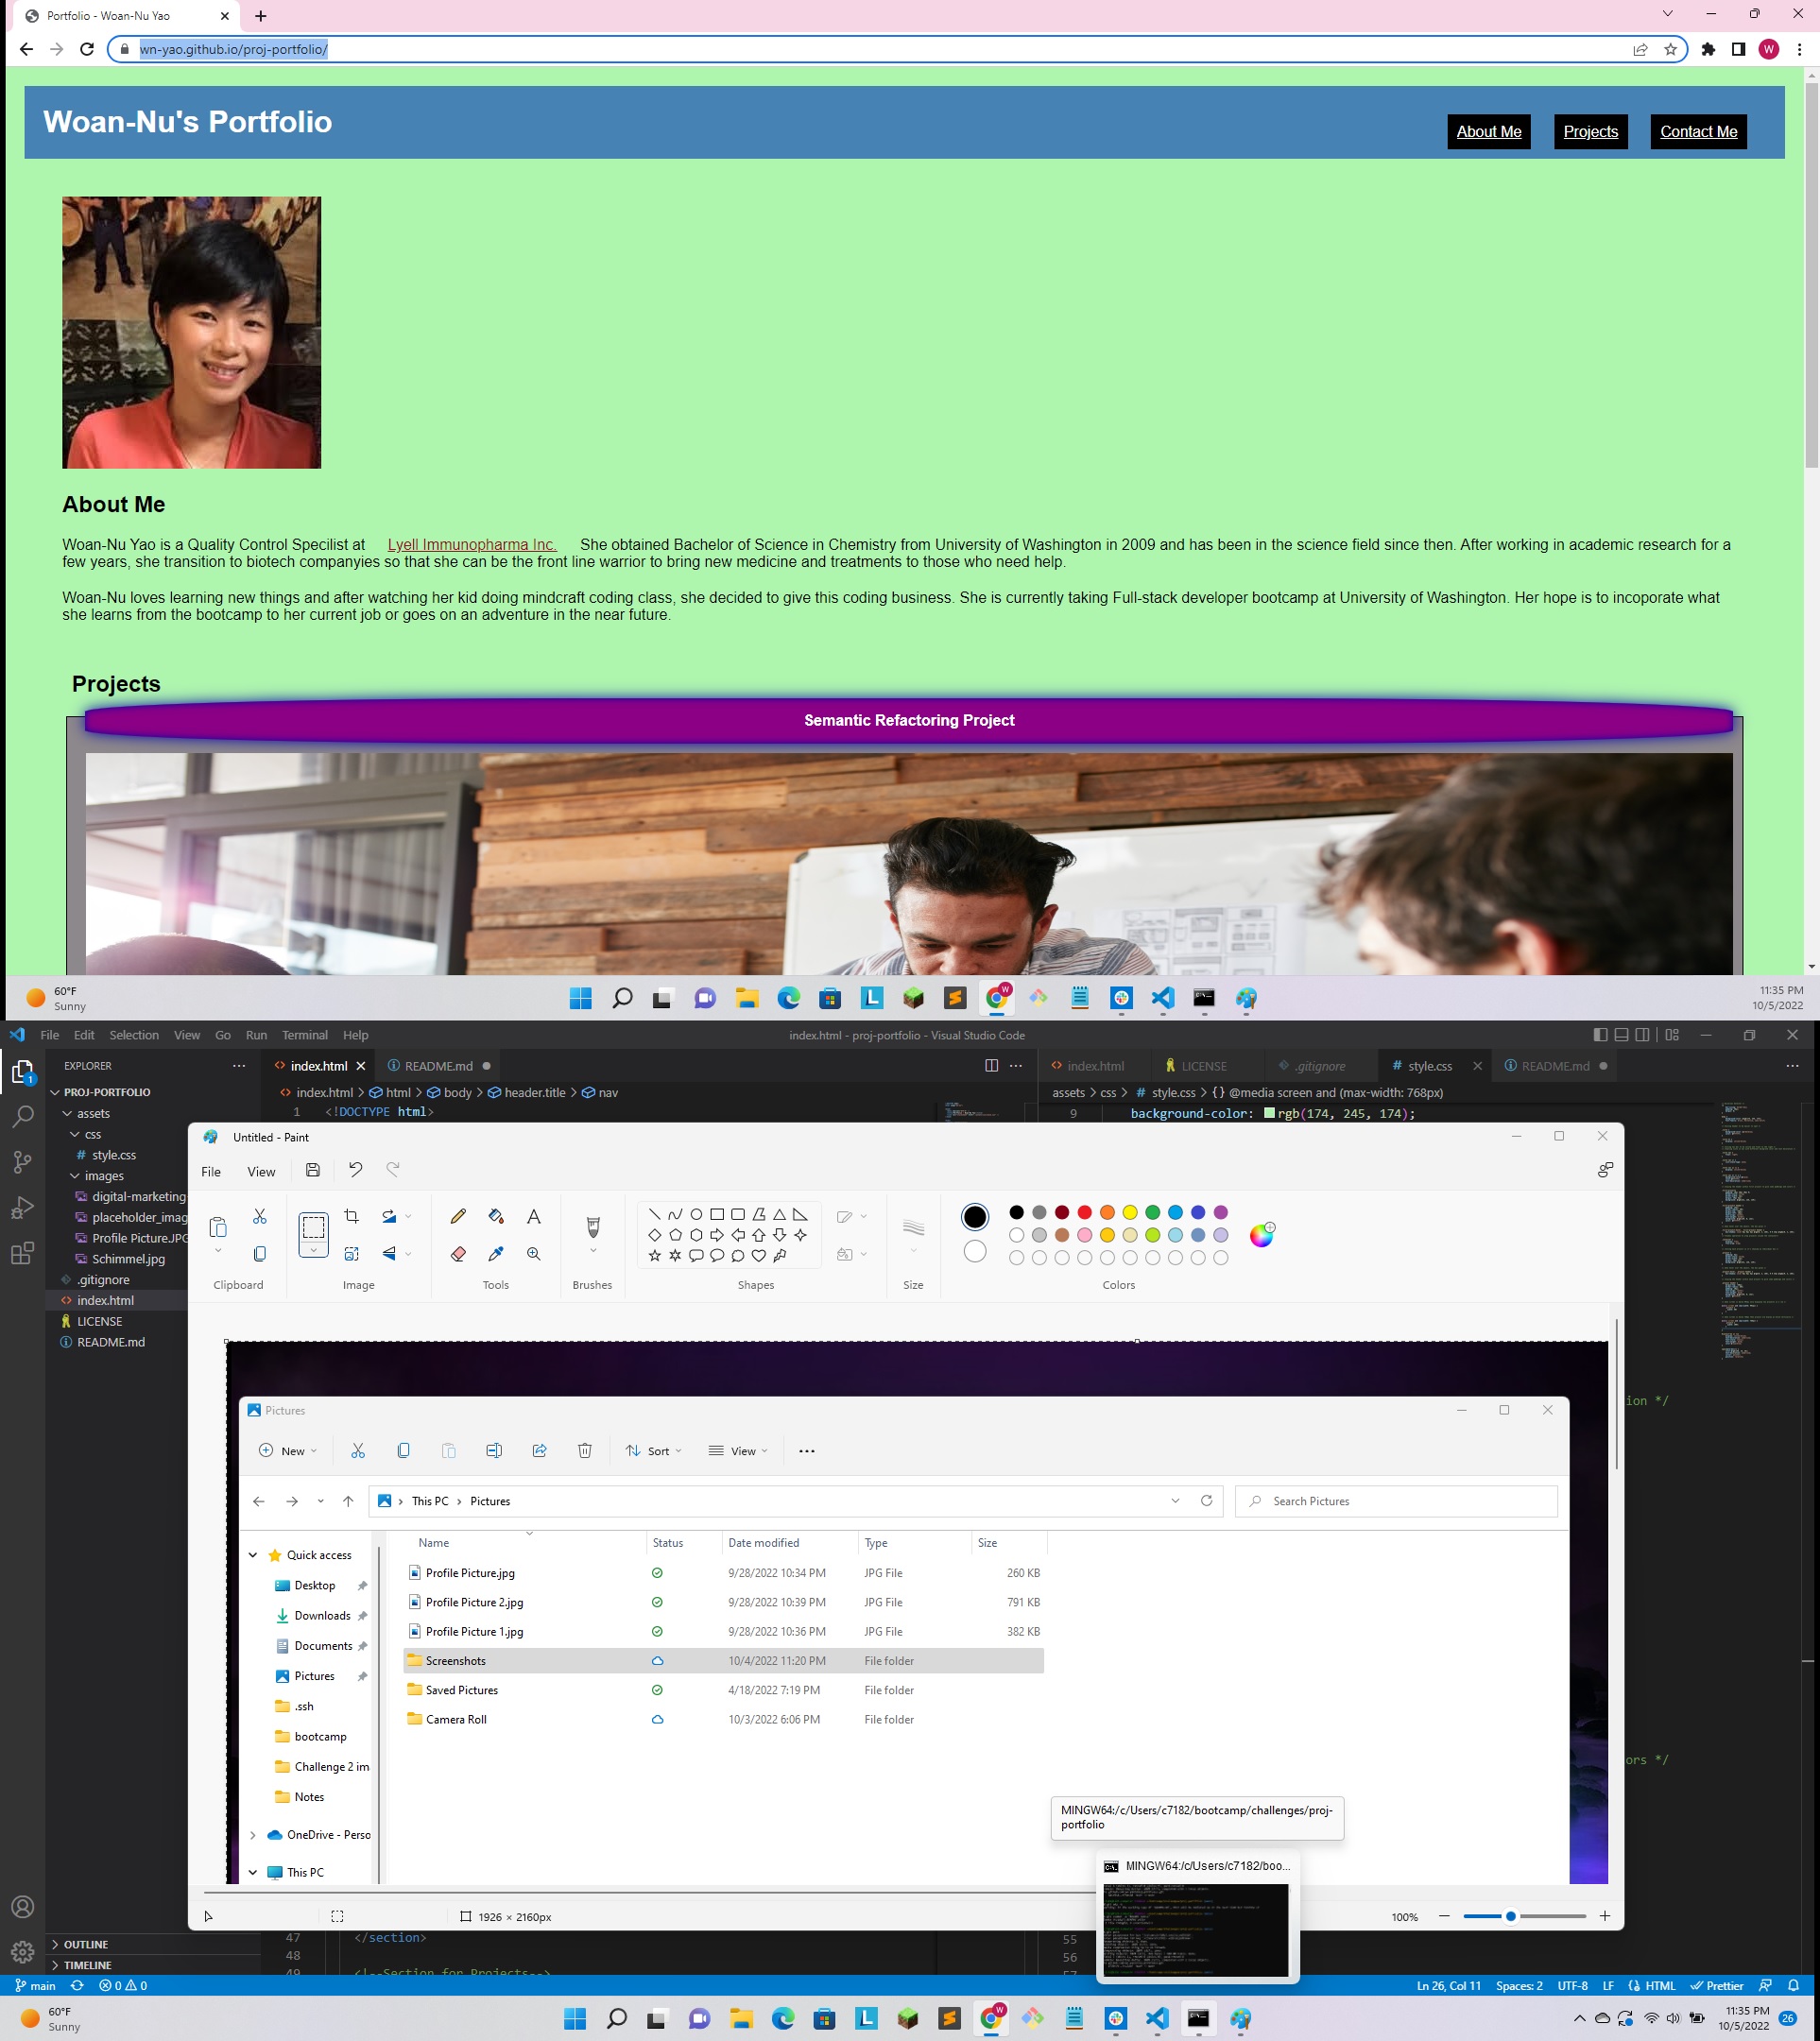 Portfolio - Woan-Nu Yao
wn-yao.github.io/proj-portfolio/
W
Woan-Nu's Portfolio
About Me Projects Contact Me
About Me
Woan-Nu Yao is a Quality Control Specilist at Lyell Immunopharma Inc. She obtained Bachelor of Science in Chemistry from University of Washington in 2009 and has been in the science field since then. After working in academic research for a
few years, she transition to biotech companyies so that she can be the front line warrior to bring new medicine and treatments to those who need help.
Woan-Nu loves learning new things and after watching her kid doing mindcraft coding class, she decided to give this coding business. She is currently taking Full-stack developer bootcamp at University of Washington. Her hope is to incoporate what
she learns from the bootcamp to her current job or goes on an adventure in the near future.
Projects
Semantic Refactoring Project
60°F
Sunny
11:35 PM
10/5/2022
File Edit Selection View Go Run Terminal Help
index.html - proj-portfolio - Visual Studio Code
EXPLORER
index.html README.md
index.html LICENSE .gitignore style.css README.md
PROJ-PORTFOLIO
index.html > html > body > header.title > nav
assets > css > style.css > {} @media screen and (max-width: 768px)
1 <!DOCTYPE html>
9 background-color: rgb(174, 245, 174);
assets
css
style.css
images
digital-marketing
placeholder_imag
Profile Picture.JPG
Schimmel.jpg
.gitignore
index.html
LICENSE
README.md
Untitled - Paint
File View
Clipboard Image Tools Brushes Shapes Size Colors
ion */
Pictures
New Sort View
This PC > Pictures
Search Pictures
Name Status Date modified Type Size
Quick access
Desktop
Downloads
Documents
Pictures
.ssh
bootcamp
Challenge 2 im
Notes
OneDrive - Perso
This PC
Profile Picture.jpg 9/28/2022 10:34 PM JPG File 260 KB
Profile Picture 2.jpg 9/28/2022 10:39 PM JPG File 791 KB
Profile Picture 1.jpg 9/28/2022 10:36 PM JPG File 382 KB
Screenshots 10/4/2022 11:20 PM File folder
Saved Pictures 4/18/2022 7:19 PM File folder
Camera Roll 10/3/2022 6:06 PM File folder
ors */
MINGW64:/c/Users/c7182/bootcamp/challenges/proj-
portfolio
MINGW64:/c/Users/c7182/boo...
1926 × 2160px
100%
47 </section>
48
49 <!--Section for Projects-->
55
56
57
OUTLINE
TIMELINE
main 0 0
Ln 26, Col 11 Spaces: 2 UTF-8 LF HTML Prettier
60°F
Sunny
11:35 PM
10/5/2022
26